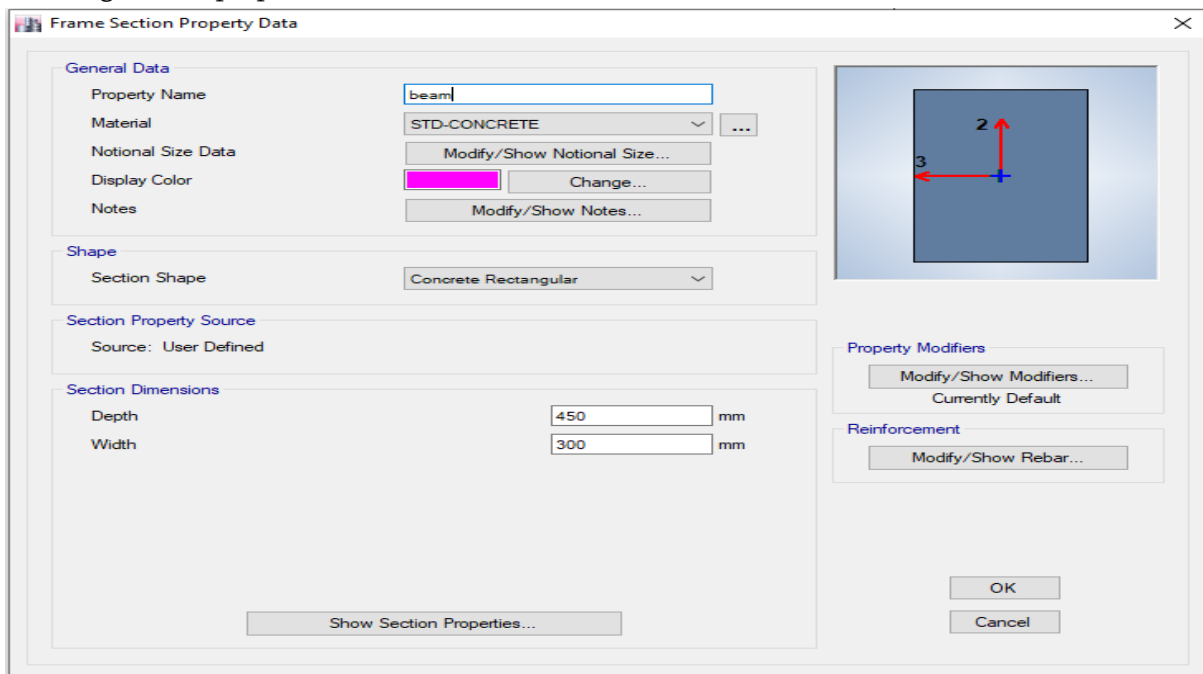 Frame Section Property Data
General Data
Property Name beam
Material STD-CONCRETE ...
Notional Size Data Modify/Show Notional Size...
Display Color Change...
Notes Modify/Show Notes...
Shape
Section Shape Concrete Rectangular
Section Property Source
Source: User Defined
Section Dimensions
Depth 450 mm
Width 300 mm
Show Section Properties...
2
3
Property Modifiers
Modify/Show Modifiers...
Currently Default
Reinforcement
Modify/Show Rebar...
OK
Cancel